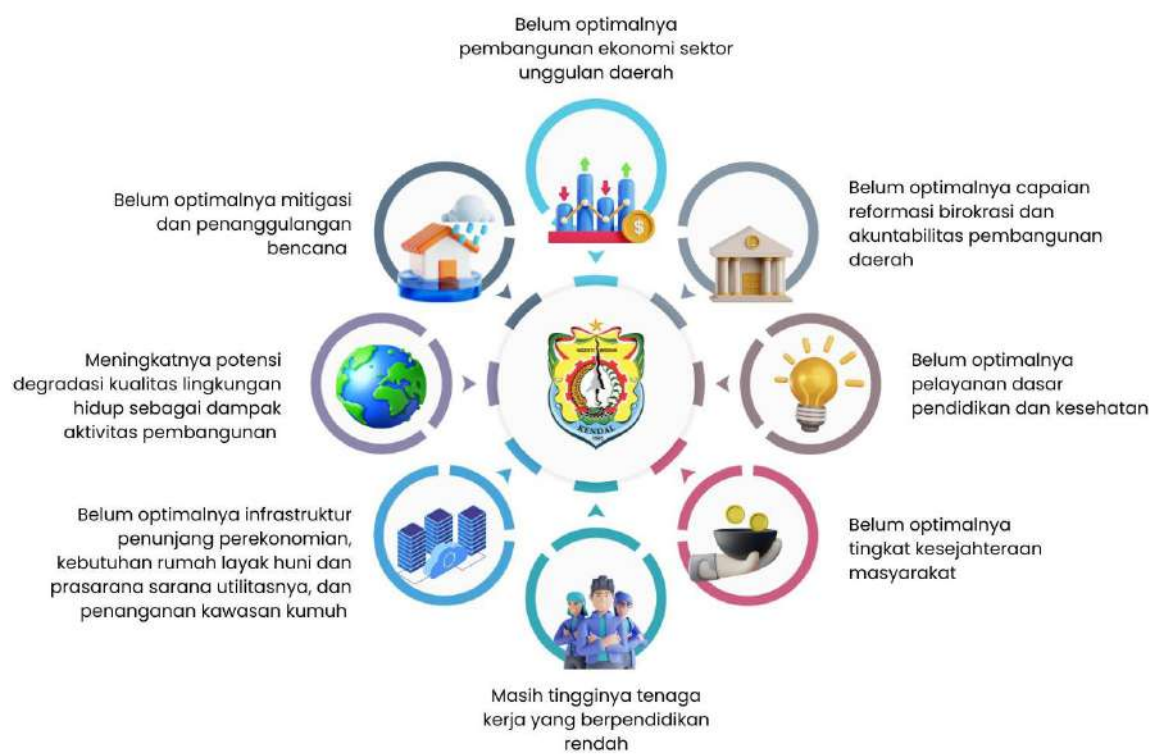 Belum optimalnya
pembangunan ekonomi sektor
unggulan daerah
Belum optimalnya mitigasi
dan penanggulangan
bencana
Belum optimalnya capaian
reformasi birokrasi dan
akuntabilitas pembangunan
daerah
Meningkatnya potensi
degradasi kualitas lingkungan
hidup sebagai dampak
aktivitas pembangunan
KENDAL
Belum optimalnya
pelayanan dasar
pendidikan dan kesehatan
Belum optimalnya infrastruktur
penunjang perekonomian,
kebutuhan rumah layak huni dan
prasarana sarana utilitasnya, dan
penanganan kawasan kumuh
Belum optimalnya
tingkat kesejahteraan
masyarakat
Masih tingginya tenaga
kerja yang berpendidikan
rendah